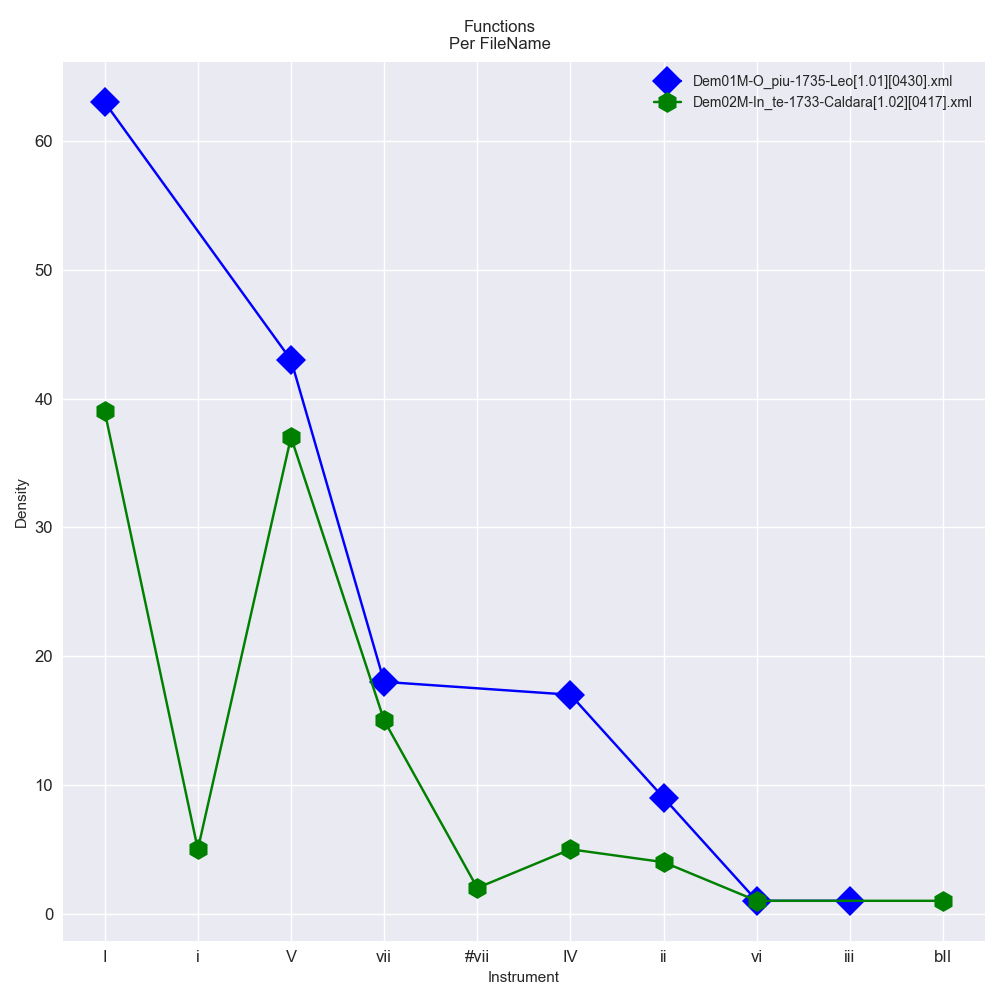 Functions
Per FileName
Dem01M-O_piu-1735-Leo[1.01][0430].xml
Dem02M-In_te-1733-Caldara[1.02][0417].xml
60
50
40
30
20
10
0
Density
I i V vii #vii IV ii vi iii bII
Instrument